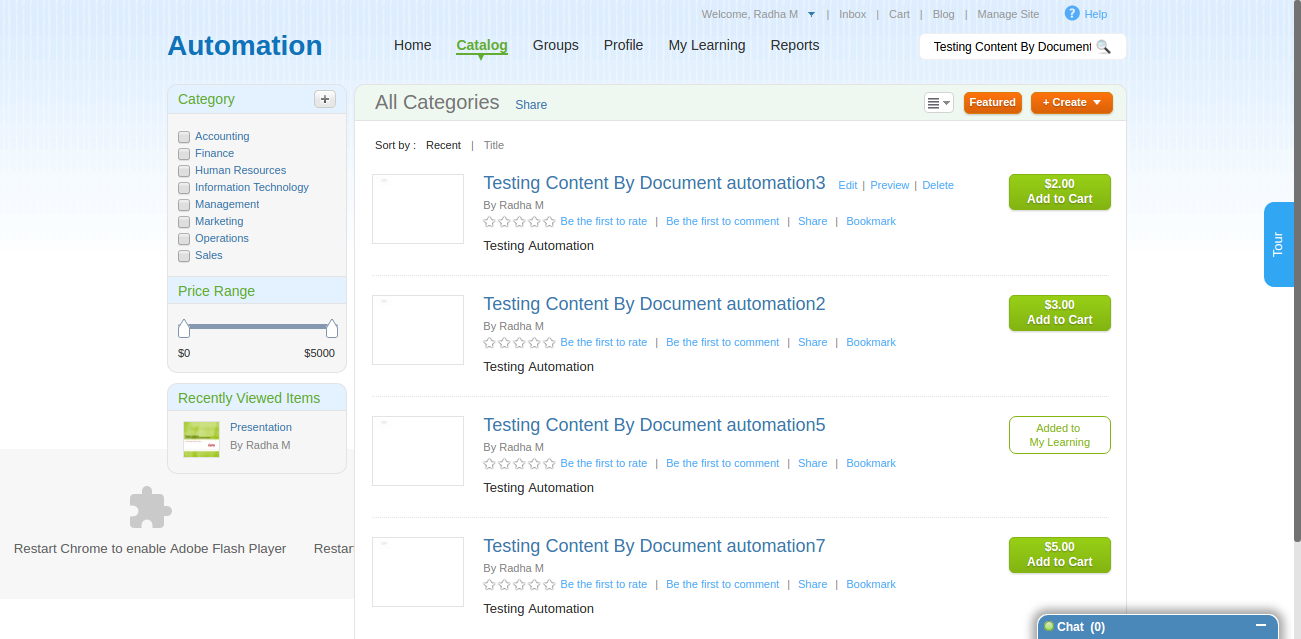 Welcome, Radha M | Inbox | Cart | Blog | Manage Site ? Help
Automation
Home Catalog Groups Profile My Learning Reports
Testing Content By Document
Category +
Accounting
Finance
Human Resources
Information Technology
Management
Marketing
Operations
Sales
Price Range
$0 $5000
Recently Viewed Items
Presentation
By Radha M
Restart Chrome to enable Adobe Flash Player
Restar
All Categories Share
Featured
+ Create
Sort by : Recent | Title
Testing Content By Document automation3 Edit | Preview | Delete
By Radha M
Be the first to rate | Be the first to comment | Share | Bookmark
Testing Automation
$2.00
Add to Cart
Testing Content By Document automation2
By Radha M
Be the first to rate | Be the first to comment | Share | Bookmark
Testing Automation
$3.00
Add to Cart
Testing Content By Document automation5
By Radha M
Be the first to rate | Be the first to comment | Share | Bookmark
Testing Automation
Added to
My Learning
Testing Content By Document automation7
By Radha M
Be the first to rate | Be the first to comment | Share | Bookmark
Testing Automation
$5.00
Add to Cart
Tour
Chat (0)